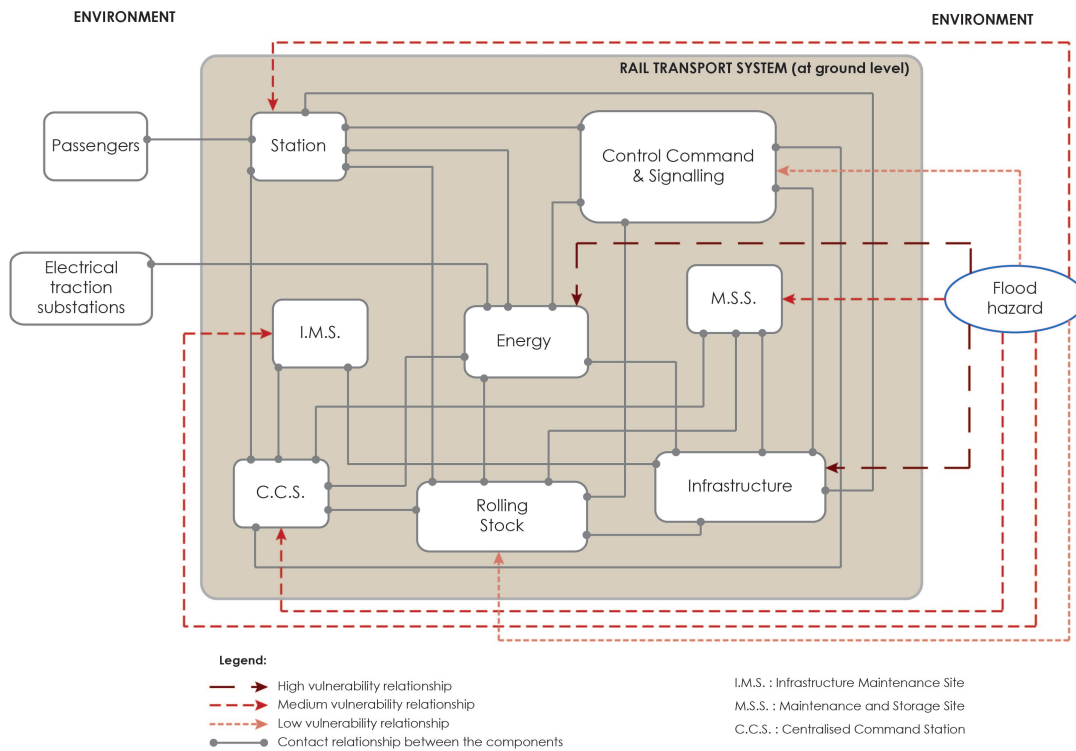 ENVIRONMENT
ENVIRONMENT
RAIL TRANSPORT SYSTEM (at ground level)
Passengers
Station
Control Command
& Signalling
Electrical
traction
substations
I.M.S.
Energy
M.S.S.
Flood
hazard
C.C.S.
Rolling
Stock
Infrastructure
Legend:
High vulnerability relationship
Medium vulnerability relationship
Low vulnerability relationship
Contact relationship between the components
I.M.S. : Infrastructure Maintenance Site
M.S.S. : Maintenance and Storage Site
C.C.S. : Centralised Command Station